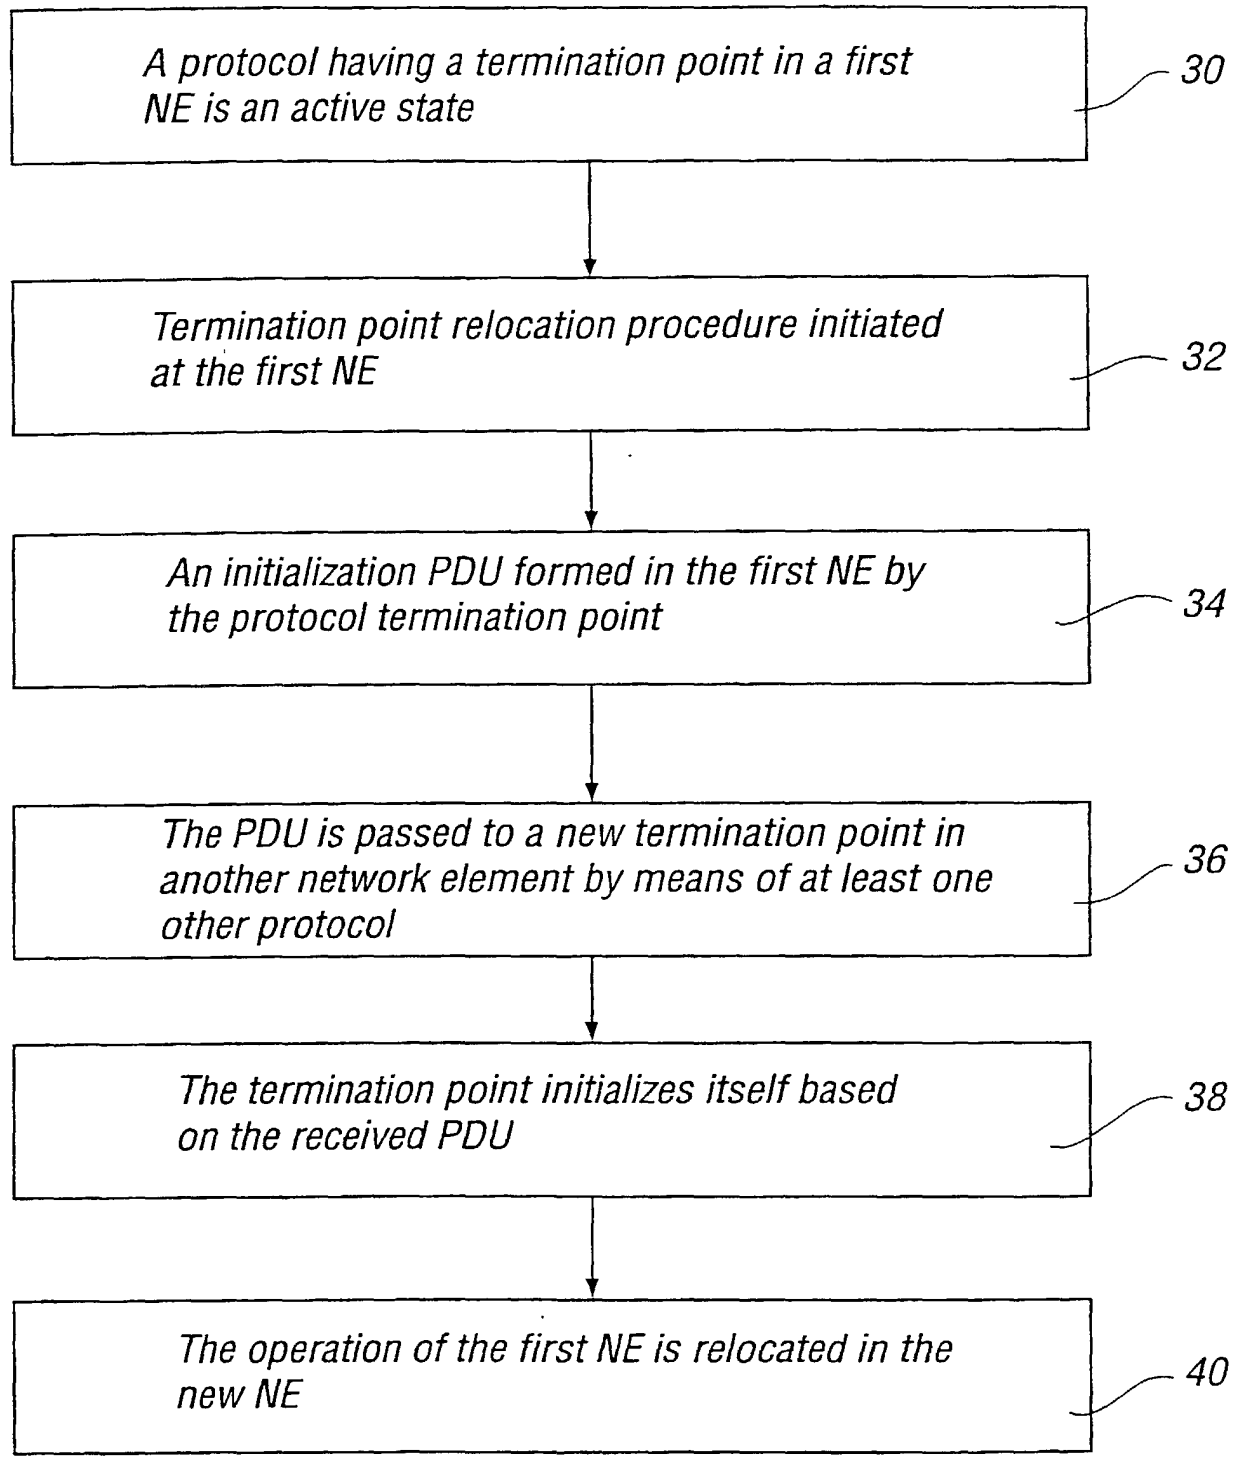 A protocol having a termination point in a first
NE is an active state
30
Termination point relocation procedure initiated
at the first NE
32
An initialization PDU formed in the first NE by
the protocol termination point
34
The PDU is passed to a new termination point in
another network element by means of at least one
other protocol
36
The termination point initializes itself based
on the received PDU
38
The operation of the first NE is relocated in the
new NE
40